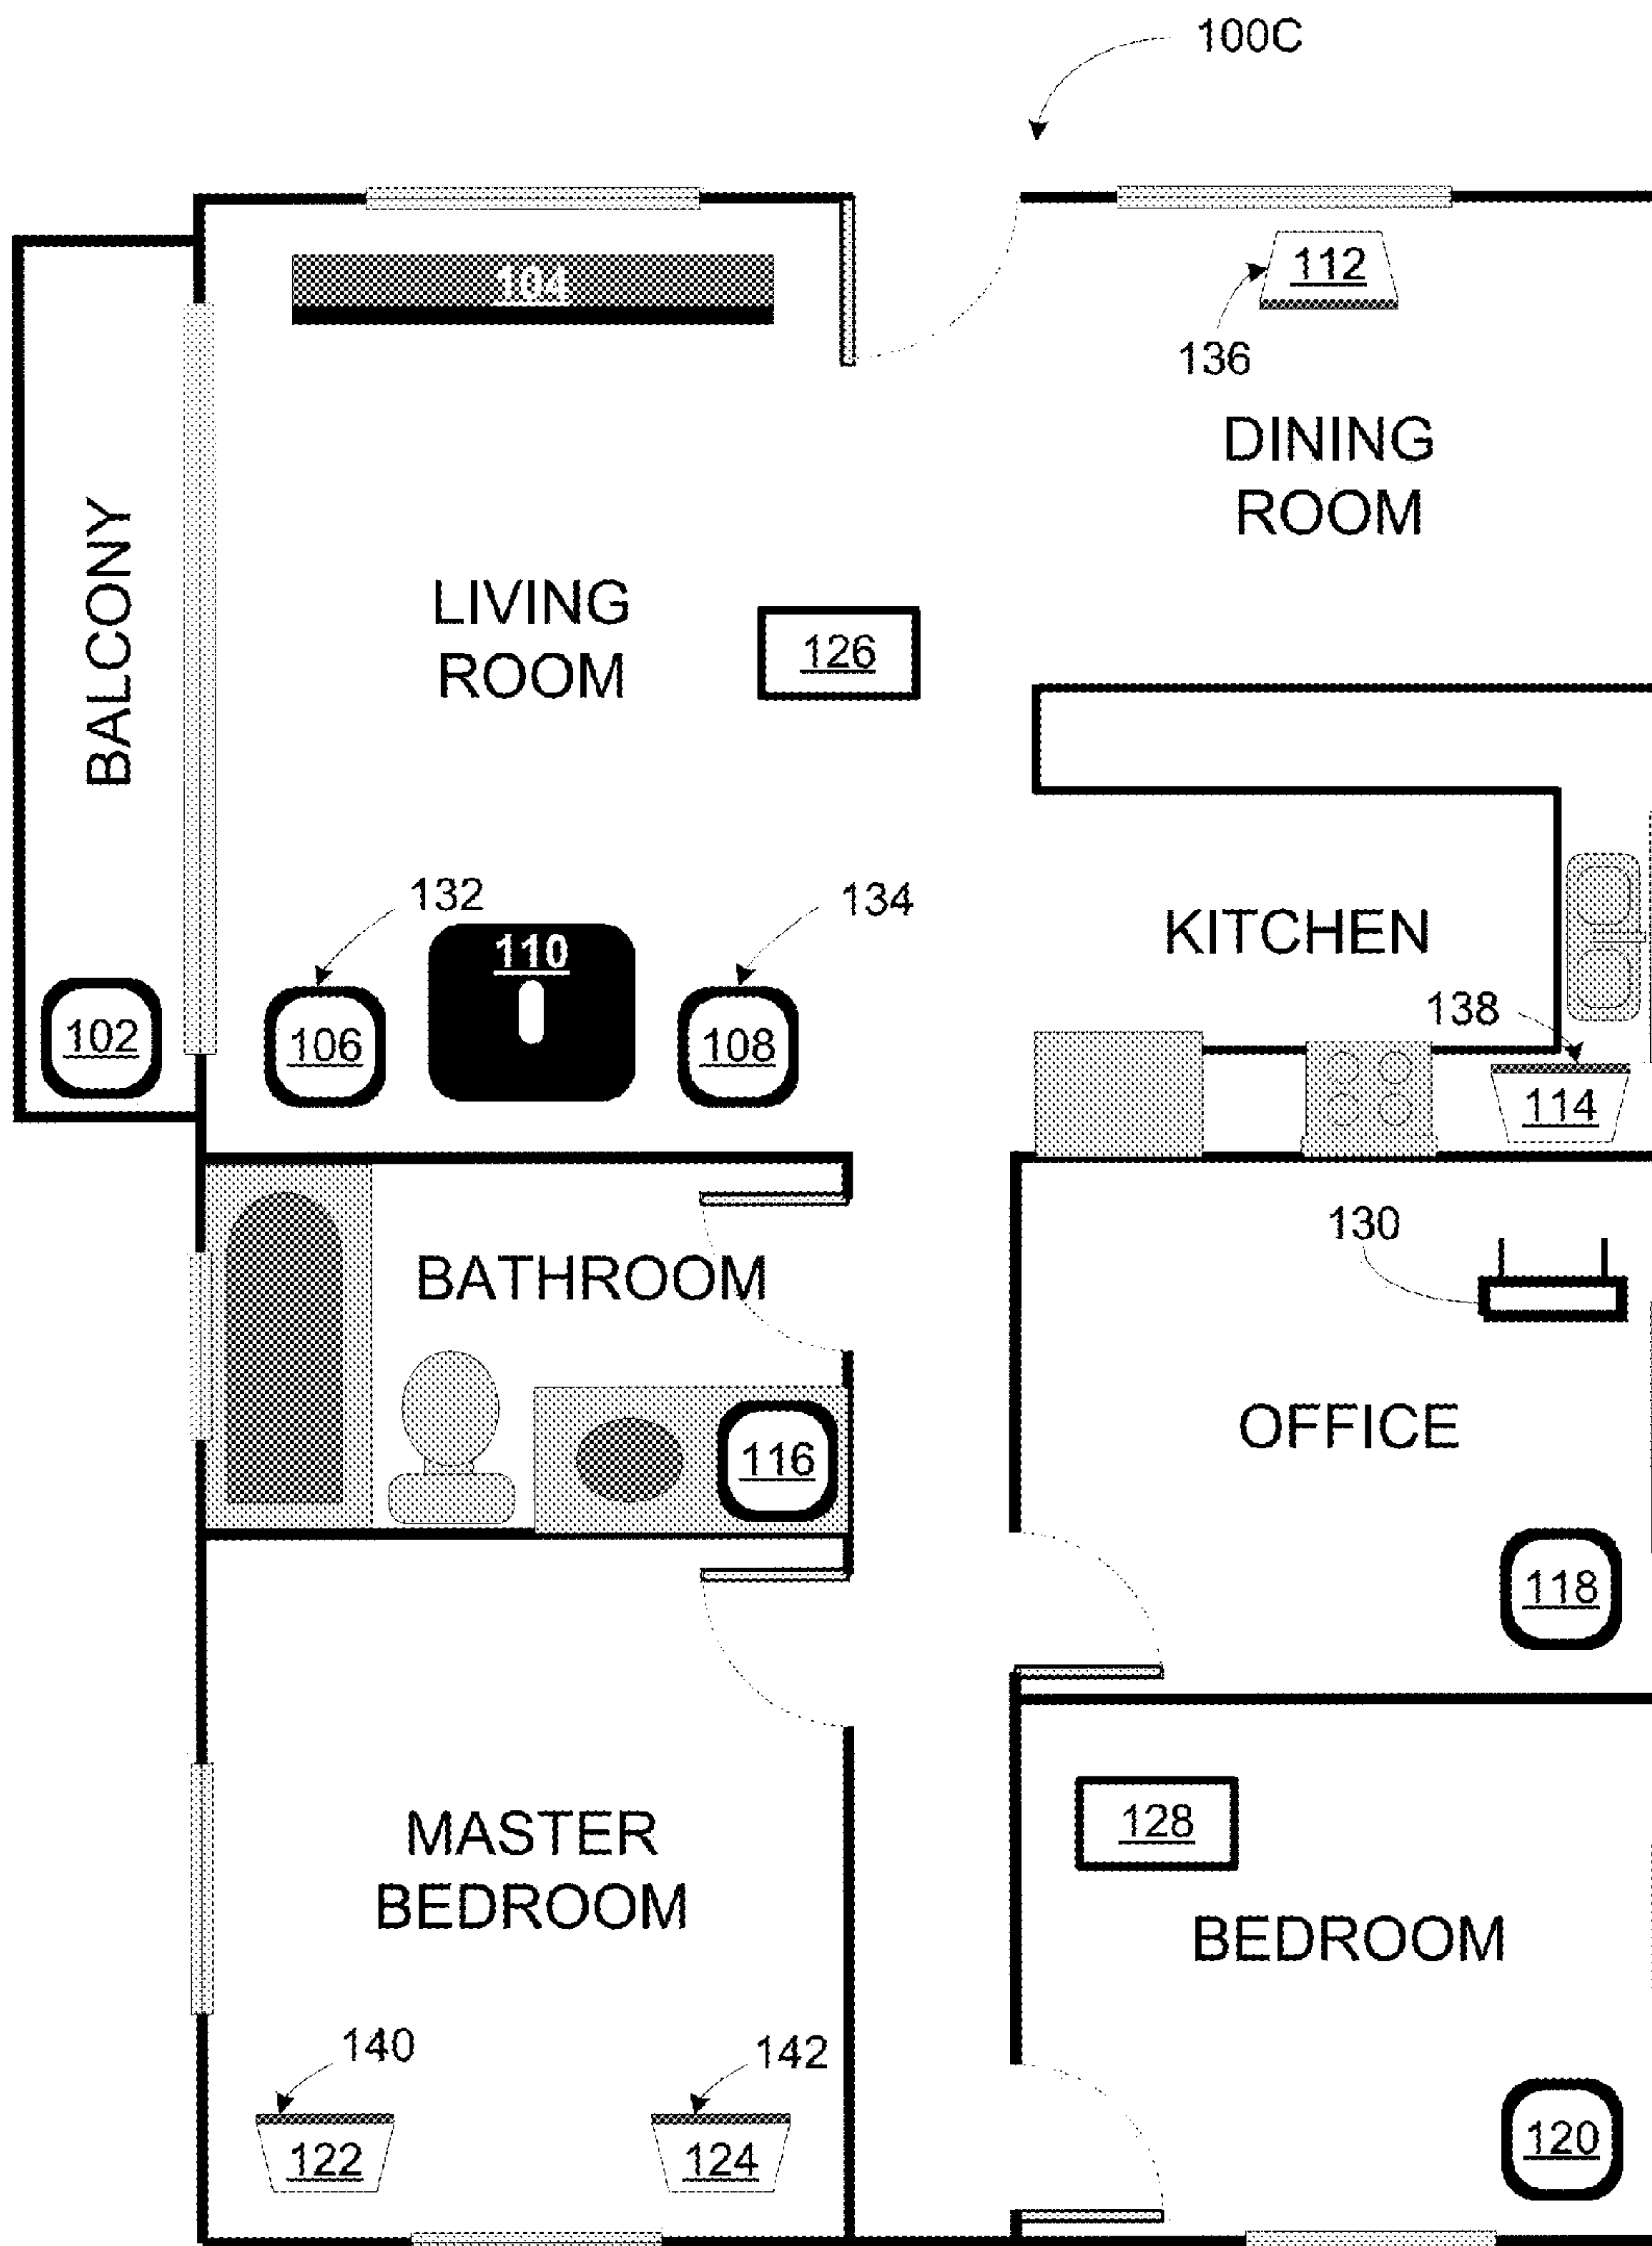 100C
104
112
136
DINING
ROOM
BALCONY
LIVING
ROOM
126
132
134
110
KITCHEN
102
106
108
138
114
130
BATHROOM
OFFICE
116
118
MASTER
BEDROOM
128
BEDROOM
140
142
122
124
120